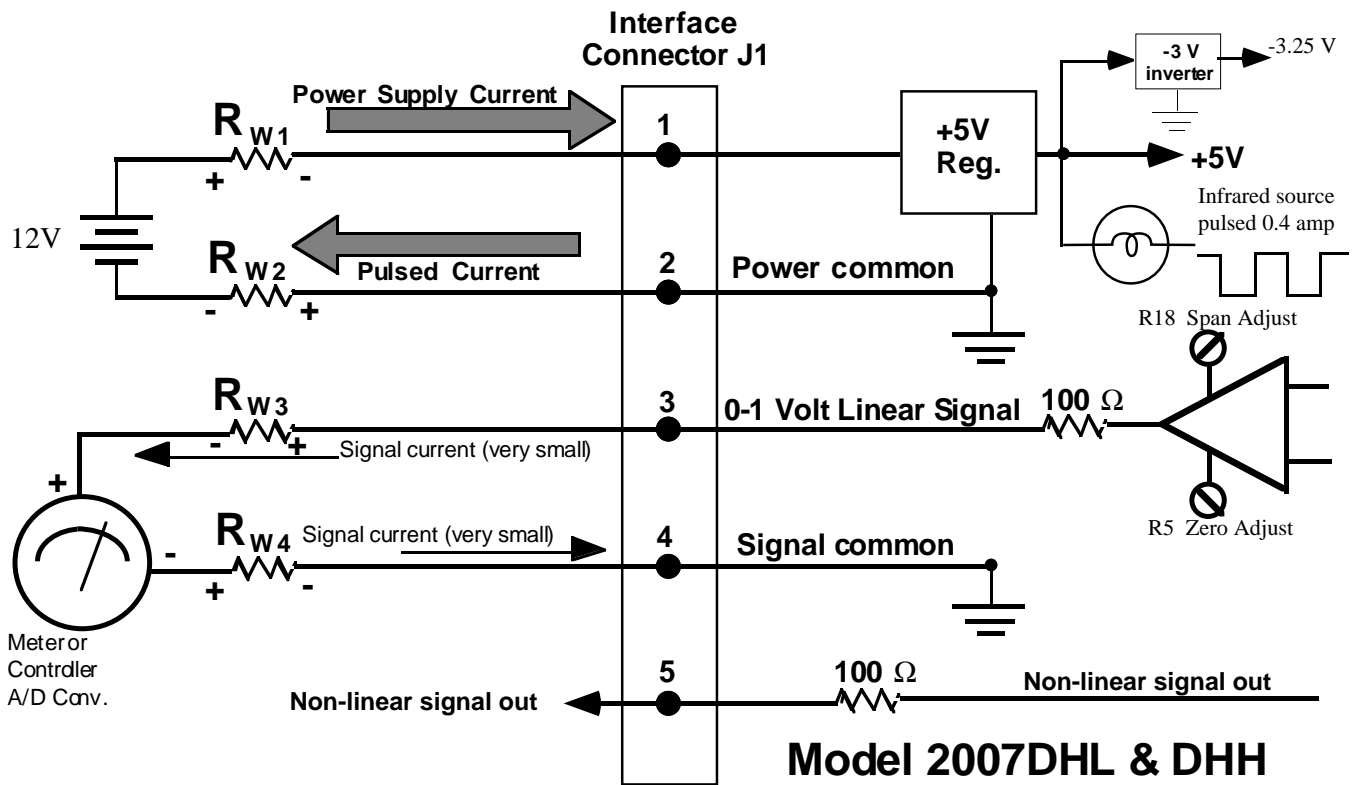 Interface
Connector J1
-3 V
inverter
-3.25 V
Power Supply Current
R W1
+ -
1
+5V
Reg.
+5V
Infrared source
pulsed 0.4 amp
12V
Pulsed Current
R W2
- +
2
Power common
R18 Span Adjust
R W3
- +
3
0-1 Volt Linear Signal
100 Ω
Signal current (very small)
+
R5 Zero Adjust
R W4
Signal current (very small)
-
+ -
4
Signal common
Meter or
Controller
A/D Conv.
5
100 Ω
Non-linear signal out
Non-linear signal out
Model 2007DHL & DHH